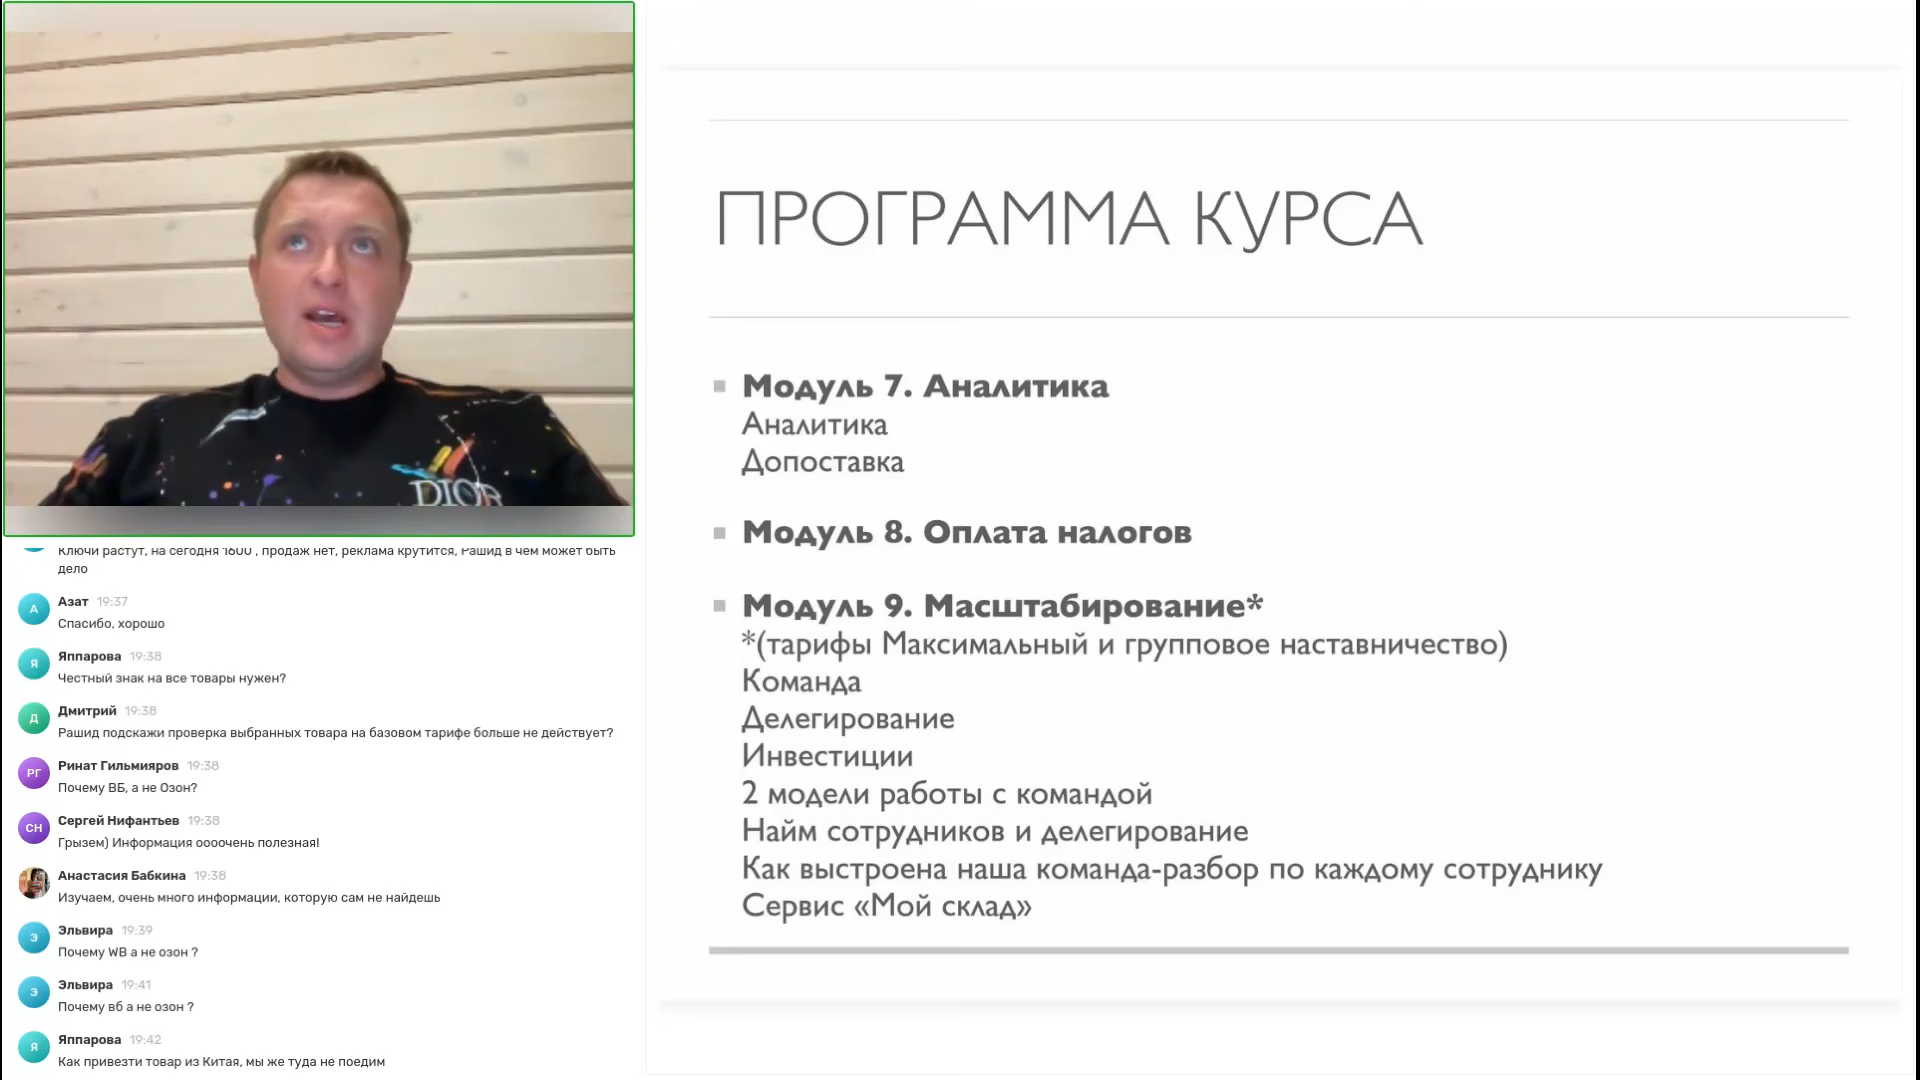 DIOR
Ключи растут, на сегодня 1600 , продаж нет, реклама крутится, Рашид в чем может быть
дело
А
Азат 19:37
Спасибо, хорошо
Я
Яппарова 19:38
Честный знак на все товары нужен?
Д
Дмитрий 19:38
Рашид подскажи проверка выбранных товара на базовом тарифе больше не действует?
РГ
Ринат Гильмияров 19:38
Почему ВБ, а не Озон?
СН
Сергей Нифантьев 19:38
Грызем) Информация оооочень полезная!
Анастасия Бабкина 19:38
Изучаем, очень много информации, которую сам не найдешь
Э
Эльвира 19:39
Почему WB а не озон ?
Э
Эльвира 19:41
Почему вб а не озон ?
Я
Яппарова 19:42
Как привезти товар из Китая, мы же туда не поедим
ПРОГРАММА КУРСА
Модуль 7. Аналитика
Аналитика
Допоставка
Модуль 8. Оплата налогов
Модуль 9. Масштабирование*
*(тарифы Максимальный и групповое наставничество)
Команда
Делегирование
Инвестиции
2 модели работы с командой
Найм сотрудников и делегирование
Как выстроена наша команда-разбор по каждому сотруднику
Сервис «Мой склад»